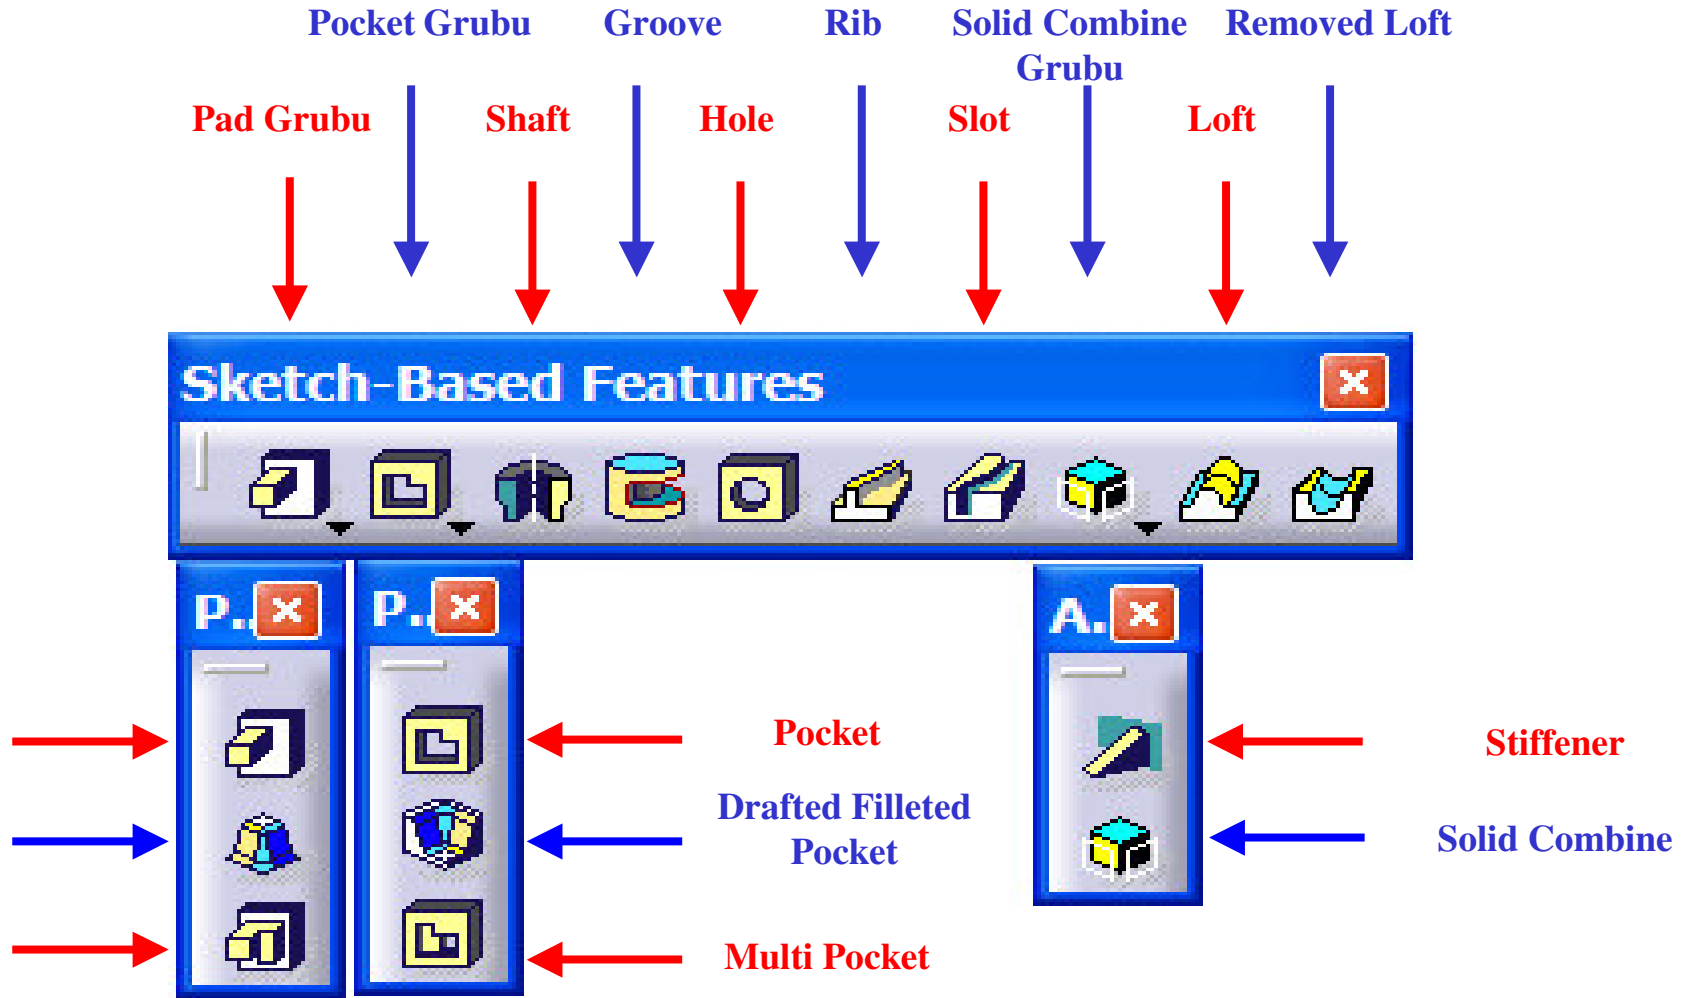 Pocket Grubu Groove Rib Solid Combine Grubu Removed Loft
Pad Grubu Shaft Hole Slot Loft
Sketch-Based Features
P.. P.. A.
Pocket
Stiffener
Drafted Filleted
Pocket
Solid Combine
Multi Pocket